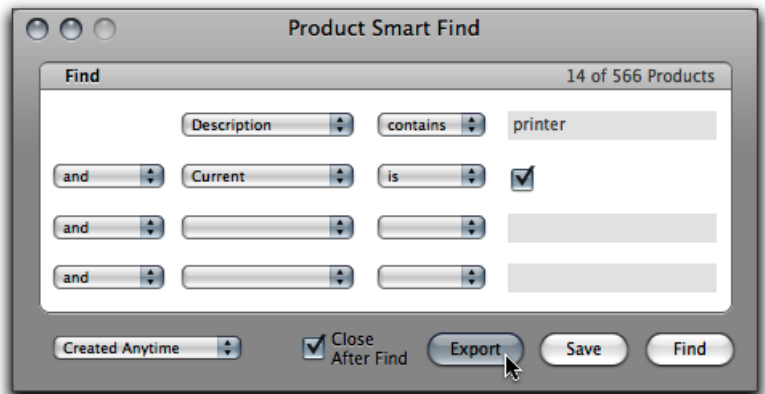 Product Smart Find
Find 14 of 566 Products
Description contains printer
and Current is
and
and
Created Anytime Close After Find Export Save Find